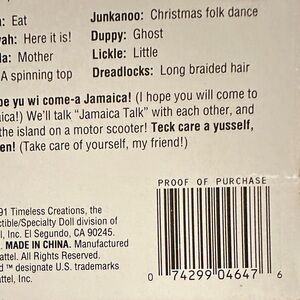 : Eat Junkanoo: Christmas folk dance
yah: Here it is! Duppy: Ghost
la: Mother Lickle: Little
A spinning top Dreadlocks: Long braided hair
pe yu wi come-a Jamaica! (I hope you will come to
ica!) We'll talk "Jamaica Talk" with each other, and
the island on a motor scooter! Teck care a yusself,
en! (Take care of yourself, my friend!)
PROOF OF PURCHASE
91 Timeless Creations, the
ctible/Specialty Doll division of
el, Inc. El Segundo, CA 90245.
MADE IN CHINA. Manufactured
attel. All Rights Reserved.
d ™ designate U.S. trademarks
attel, Inc.
0 74299 04647 6